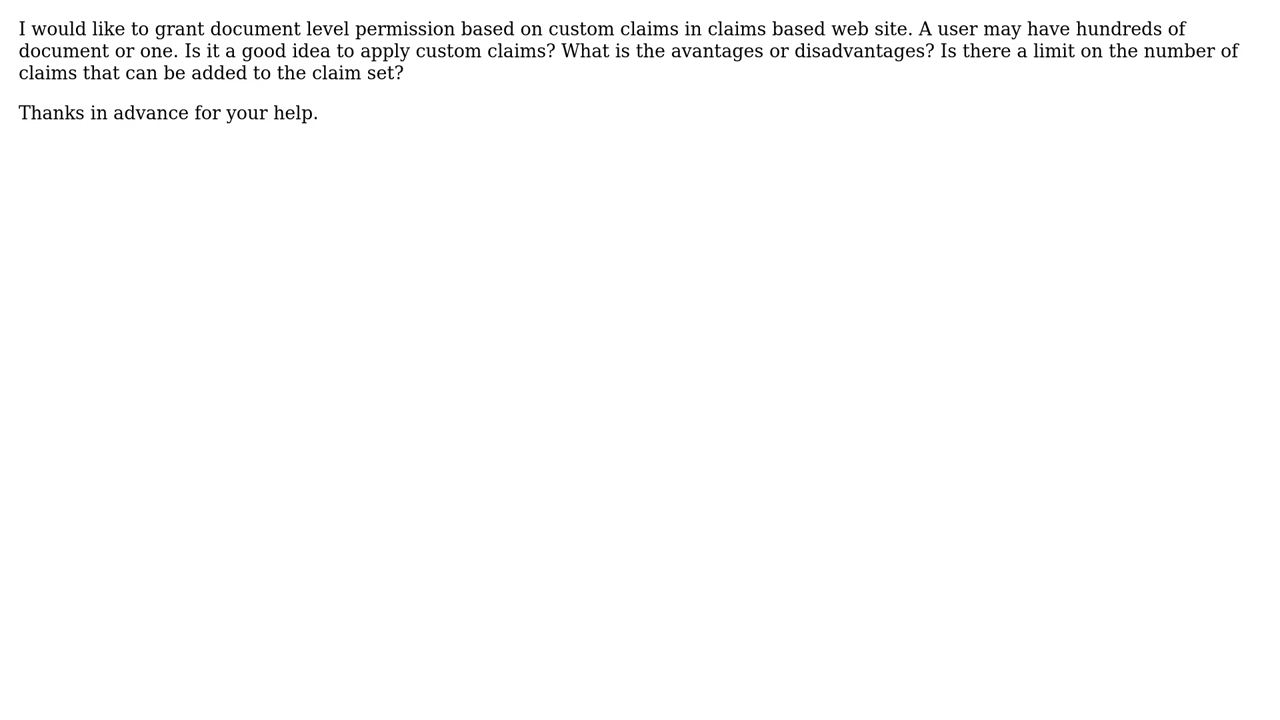 I would like to grant document level permission based on custom claims in claims based web site. A user may have hundreds of
document or one. Is it a good idea to apply custom claims? What is the avantages or disadvantages? Is there a limit on the number of
claims that can be added to the claim set?
Thanks in advance for your help.